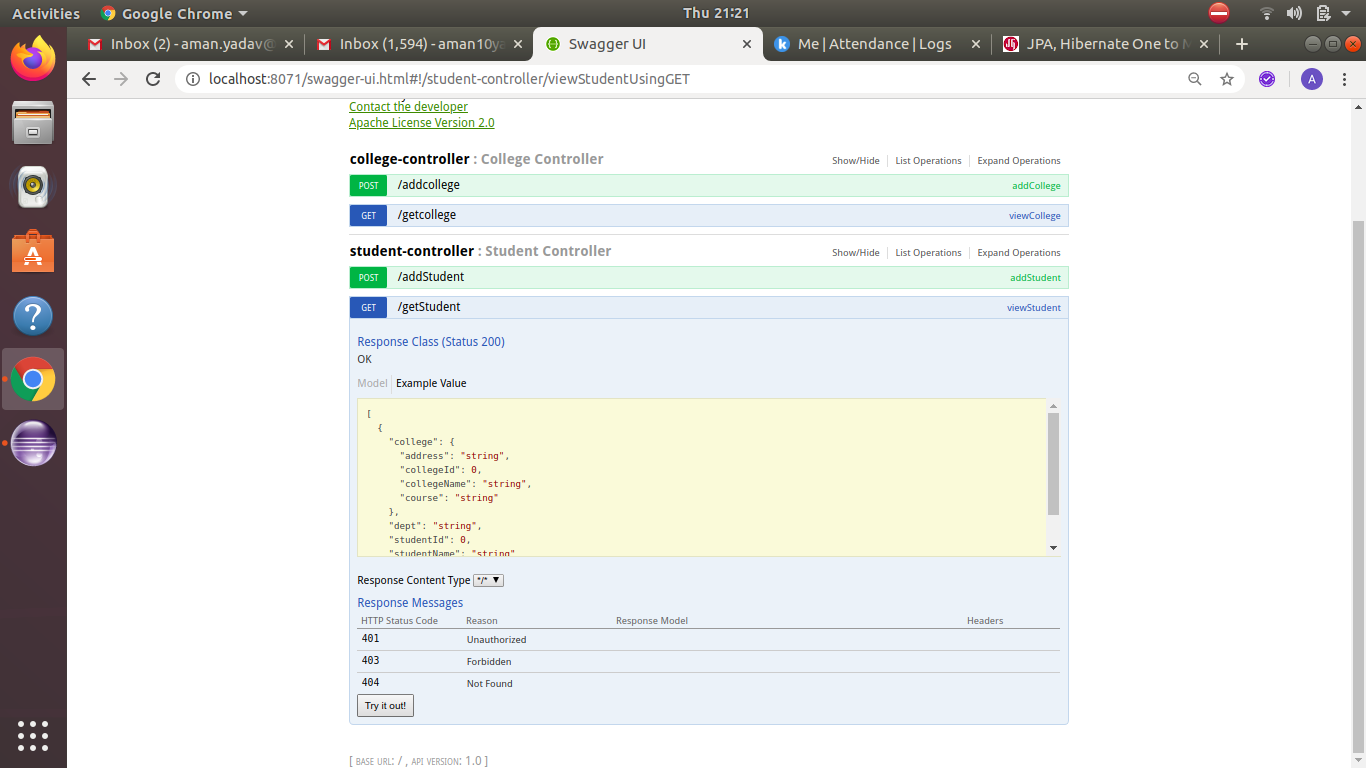 Activities Google Chrome Thu 21:21
Inbox (2) - aman.yadav@ Inbox (1,594) - aman10ya Swagger UI Me | Attendance | Logs JPA, Hibernate One to M
localhost:8071/swagger-ui.html#!/student-controller/viewStudentUsingGET A
Contact the developer
Apache License Version 2.0
college-controller : College Controller Show/Hide List Operations Expand Operations
POST /addcollege addCollege
GET /getcollege viewCollege
student-controller : Student Controller Show/Hide List Operations Expand Operations
POST /addStudent addStudent
GET /getStudent viewStudent
Response Class (Status 200)
OK
Model Example Value
[
{
"college": {
"address": "string",
"collegeId": 0,
"collegeName": "string",
"course": "string"
},
"dept": "string",
"studentId": 0,
"studentName": "string"
Response Content Type */*
Response Messages
HTTP Status Code Reason Response Model Headers
401 Unauthorized
403 Forbidden
404 Not Found
Try it out!
[ BASE URL: / , API VERSION: 1.0 ]